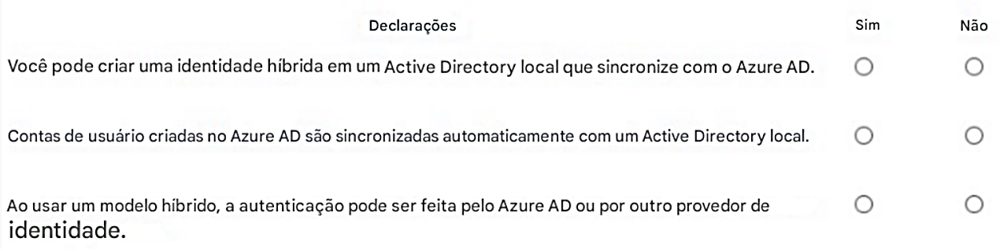 Declarações Sim Não
Você pode criar uma identidade híbrida em um Active Directory local que sincronize com o Azure AD.
Contas de usuário criadas no Azure AD são sincronizadas automaticamente com um Active Directory local.
Ao usar um modelo híbrido, a autenticação pode ser feita pelo Azure AD ou por outro provedor de
identidade.